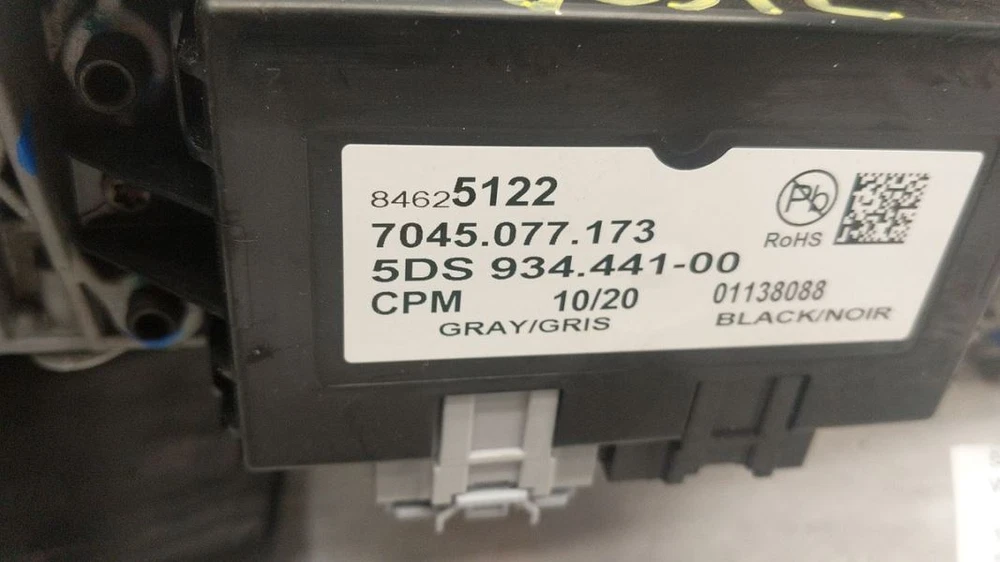 84625122
7045.077.173
5DS 934.441-00
CPM 10/20 01138088
GRAY/GRIS BLACK/NOIR
Pb
RoHS